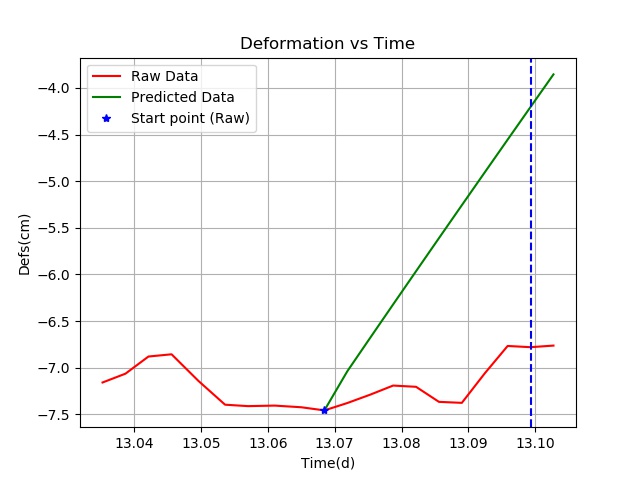 Deformation vs Time
Raw Data
Predicted Data
Start point (Raw)
−4.0
−4.5
−5.0
−5.5
−6.0
−6.5
−7.0
−7.5
Defs(cm)
13.04 13.05 13.06 13.07 13.08 13.09 13.10
Time(d)